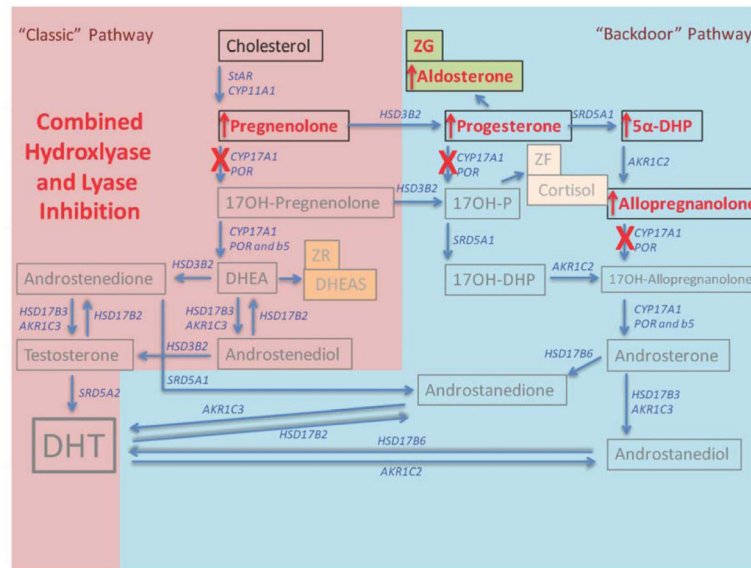 “Classic” Pathway
“Backdoor” Pathway
Cholesterol
ZG
Aldosterone
StAR
CYP11A1
Combined
Hydroxlyase
and Lyase
Inhibition
Pregnenolone
HSD3B2
Progesterone
SRD5A1
5α-DHP
X
CYP17A1
POR
X
CYP17A1
POR
ZF
Cortisol
AKR1C2
Allopregnanolone
17OH-Pregnenolone
HSD3B2
17OH-P
X
CYP17A1
POR
CYP17A1
POR and b5
SRD5A1
ZR
DHEAS
Androstenedione
HSD3B2
DHEA
17OH-DHP
AKR1C2
17OH-Allopregnanolone
HSD17B3
AKR1C3
HSD17B2
HSD17B3
AKR1C3
HSD17B2
CYP17A1
POR and b5
Testosterone
HSD3B2
Androstenediol
HSD17B6
Androsterone
SRD5A2
SRD5A1
Androstanedione
HSD17B3
AKR1C3
DHT
AKR1C3
HSD17B2
HSD17B6
AKR1C2
Androstanediol